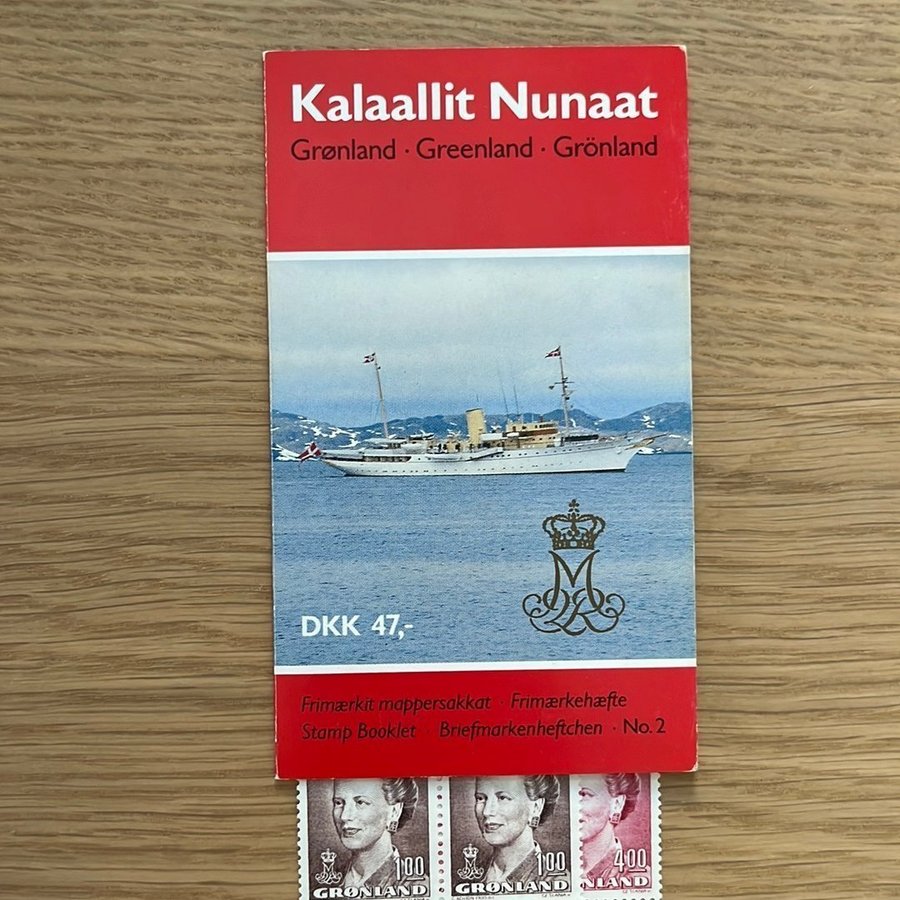 Kalaallit Nunaat
Grønland · Greenland · Grönland
DKK 47,-
Frimærkit mappersakkat · Frimærkehæfte
Stamp Booklet · Briefmarkenheftchen · No. 2
1.00 1.00 4.00
GRØNLAND GRØNLAND NLAND